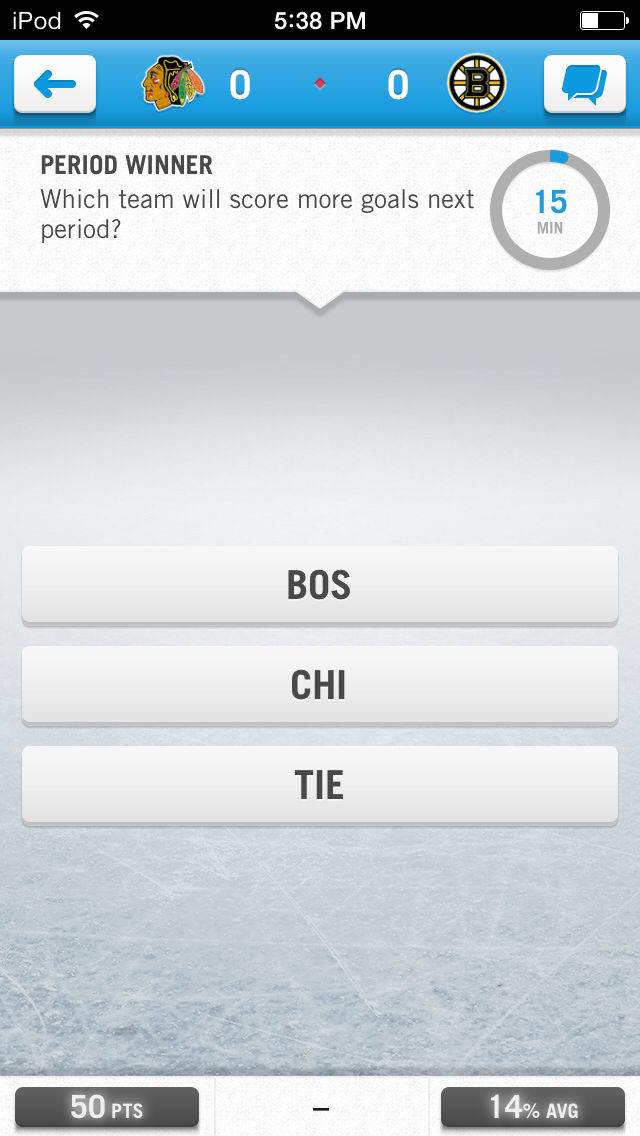 iPod 5:38 PM
0 0 B
PERIOD WINNER
Which team will score more goals next
period?
15
MIN
BOS
CHI
TIE
50 PTS – 14% AVG